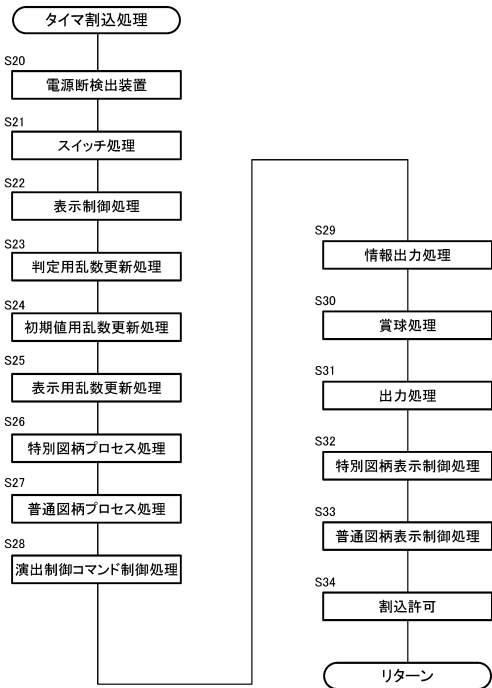 タイマ割込処理
S20
電源断検出装置
S21
スイッチ処理
S22
表示制御処理
S23
判定用乱数更新処理
S24
初期値用乱数更新処理
S25
表示用乱数更新処理
S26
特別図柄プロセス処理
S27
普通図柄プロセス処理
S28
演出制御コマンド制御処理
S29
情報出力処理
S30
賞球処理
S31
出力処理
S32
特別図柄表示制御処理
S33
普通図柄表示制御処理
S34
割込許可
リターン